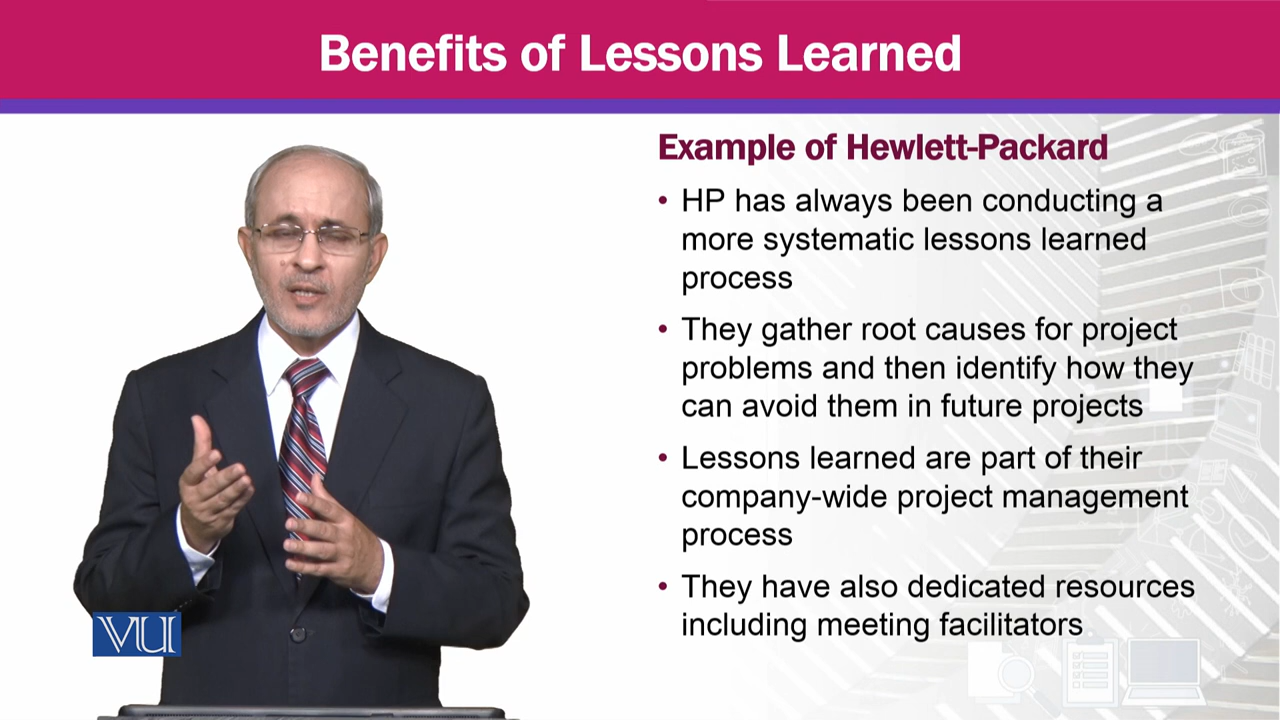 Benefits of Lessons Learned
Example of Hewlett-Packard
• HP has always been conducting a
more systematic lessons learned
process
• They gather root causes for project
problems and then identify how they
can avoid them in future projects
• Lessons learned are part of their
company-wide project management
process
• They have also dedicated resources
including meeting facilitators
VU